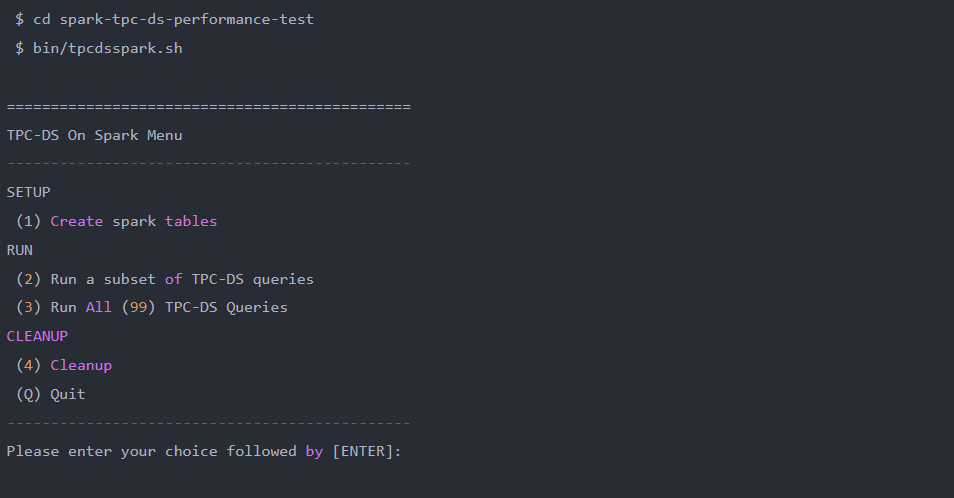 $ cd spark-tpc-ds-performance-test
$ bin/tpcdsspark.sh
==============================================
TPC-DS On Spark Menu
----------------------------------------------
SETUP
(1) Create spark tables
RUN
(2) Run a subset of TPC-DS queries
(3) Run All (99) TPC-DS Queries
CLEANUP
(4) Cleanup
(Q) Quit
----------------------------------------------
Please enter your choice followed by [ENTER]: